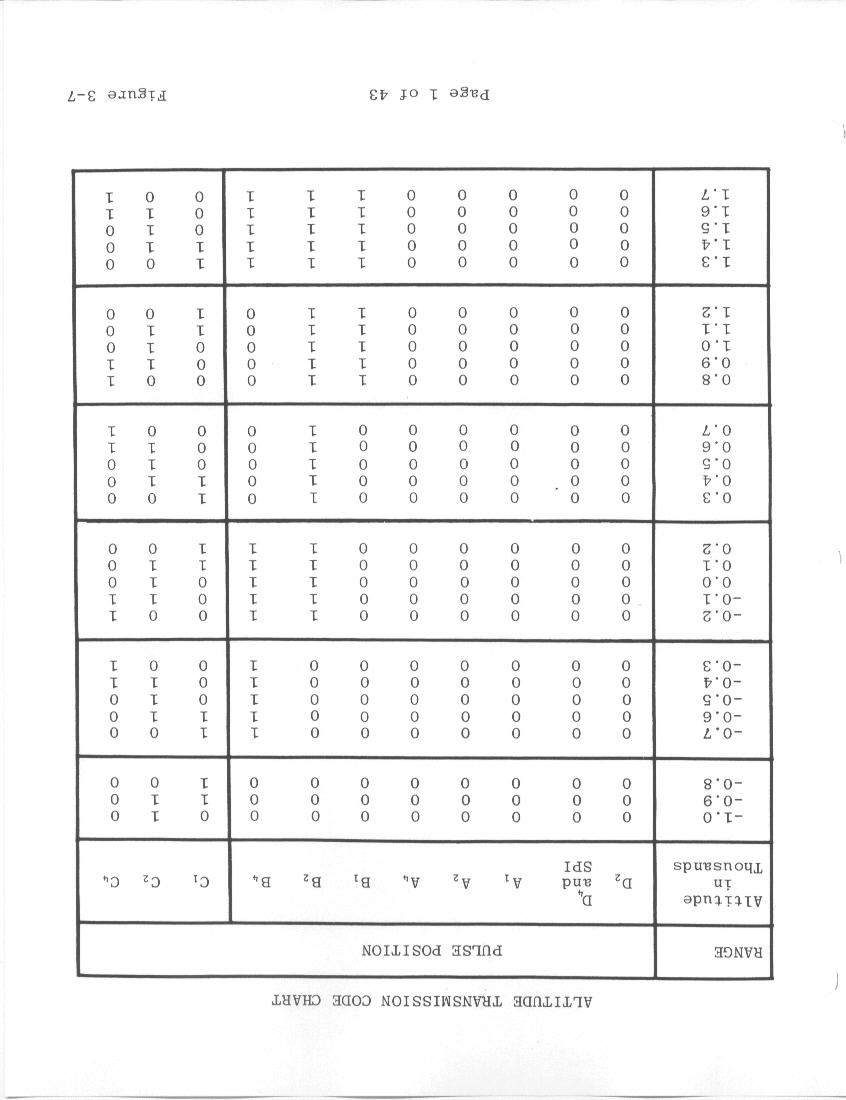 ALTITUDE TRANSMISSION CODE CHART
RANGE PULSE POSITION
Altitude in Thousands D2 D4 and SPI A1 A2 A4 B1 B2 B4 C1 C2 C4
-1.0 0 0 0 0 0 0 0 0 0 1 0
-0.9 0 0 0 0 0 0 0 0 1 1 0
-0.8 0 0 0 0 0 0 0 0 1 0 0
-0.7 0 0 0 0 0 0 0 1 1 0 0
-0.6 0 0 0 0 0 0 0 1 1 1 0
-0.5 0 0 0 0 0 0 0 1 0 1 0
-0.4 0 0 0 0 0 0 0 1 0 1 1
-0.3 0 0 0 0 0 0 0 1 0 0 1
-0.2 0 0 0 0 0 0 1 1 0 0 1
-0.1 0 0 0 0 0 0 1 1 0 1 1
0.0 0 0 0 0 0 0 1 1 0 1 0
0.1 0 0 0 0 0 0 1 1 1 1 0
0.2 0 0 0 0 0 0 1 1 1 0 0
0.3 0 0 0 0 0 0 1 0 1 0 0
0.4 0 0 0 0 0 0 1 0 1 1 0
0.5 0 0 0 0 0 0 1 0 0 1 0
0.6 0 0 0 0 0 0 1 0 0 1 1
0.7 0 0 0 0 0 0 1 0 0 0 1
0.8 0 0 0 0 0 1 1 0 0 0 1
0.9 0 0 0 0 0 1 1 0 0 1 1
1.0 0 0 0 0 0 1 1 0 0 1 0
1.1 0 0 0 0 0 1 1 0 1 1 0
1.2 0 0 0 0 0 1 1 0 1 0 0
1.3 0 0 0 0 0 1 1 1 1 0 0
1.4 0 0 0 0 0 1 1 1 1 1 0
1.5 0 0 0 0 0 1 1 1 0 1 0
1.6 0 0 0 0 0 1 1 1 0 1 1
1.7 0 0 0 0 0 1 1 1 0 0 1
Page 1 of 43 Figure 3-7